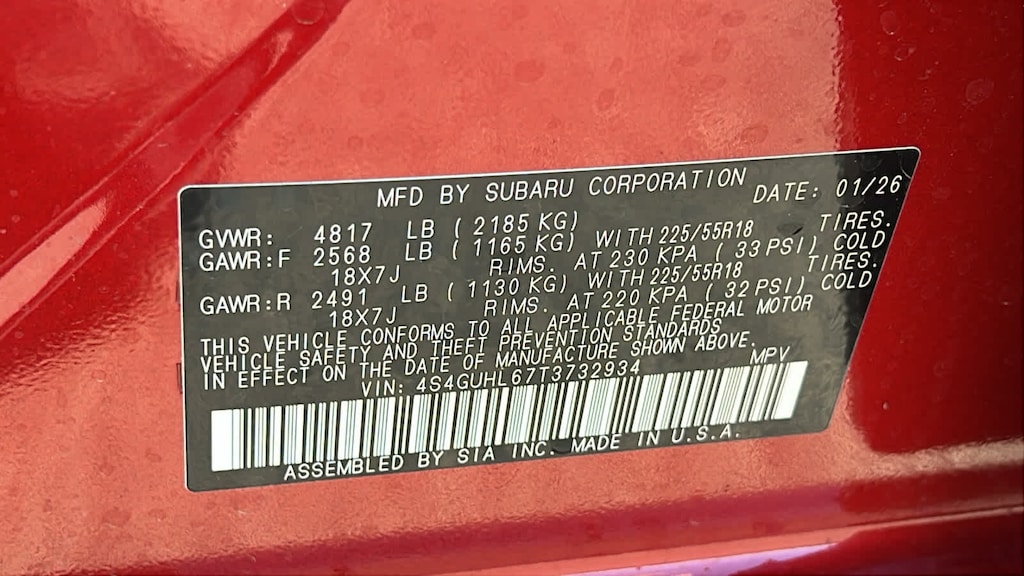 MFD BY SUBARU CORPORATION DATE: 01/26
GVWR: 4817 LB ( 2185 KG)
GAWR:F 2568 LB ( 1165 KG) WITH 225/55R18 TIRES.
18X7J RIMS. AT 230 KPA ( 33 PSI) COLD
GAWR:R 2491 LB ( 1130 KG) WITH 225/55R18 TIRES.
18X7J RIMS. AT 220 KPA ( 32 PSI) COLD
THIS VEHICLE CONFORMS TO ALL APPLICABLE FEDERAL MOTOR
VEHICLE SAFETY AND THEFT PREVENTION STANDARDS
IN EFFECT ON THE DATE OF MANUFACTURE SHOWN ABOVE.
VIN: 4S4GUHL67T3732934 MPV
ASSEMBLED BY SIA INC. MADE IN U.S.A.